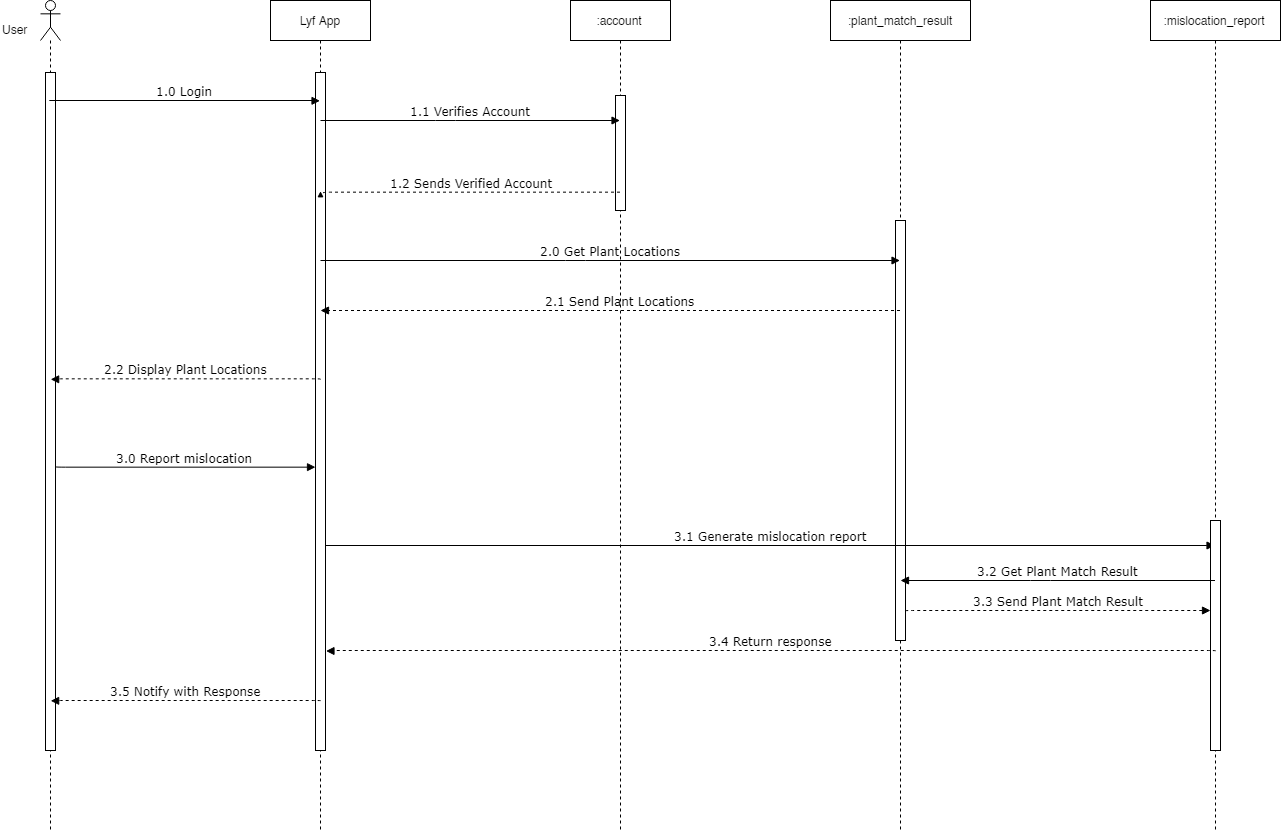 User
Lyf App
:account
:plant_match_result
:mislocation_report
1.0 Login
1.1 Verifies Account
1.2 Sends Verified Account
2.0 Get Plant Locations
2.1 Send Plant Locations
2.2 Display Plant Locations
3.0 Report mislocation
3.1 Generate mislocation report
3.2 Get Plant Match Result
3.3 Send Plant Match Result
3.4 Return response
3.5 Notify with Response